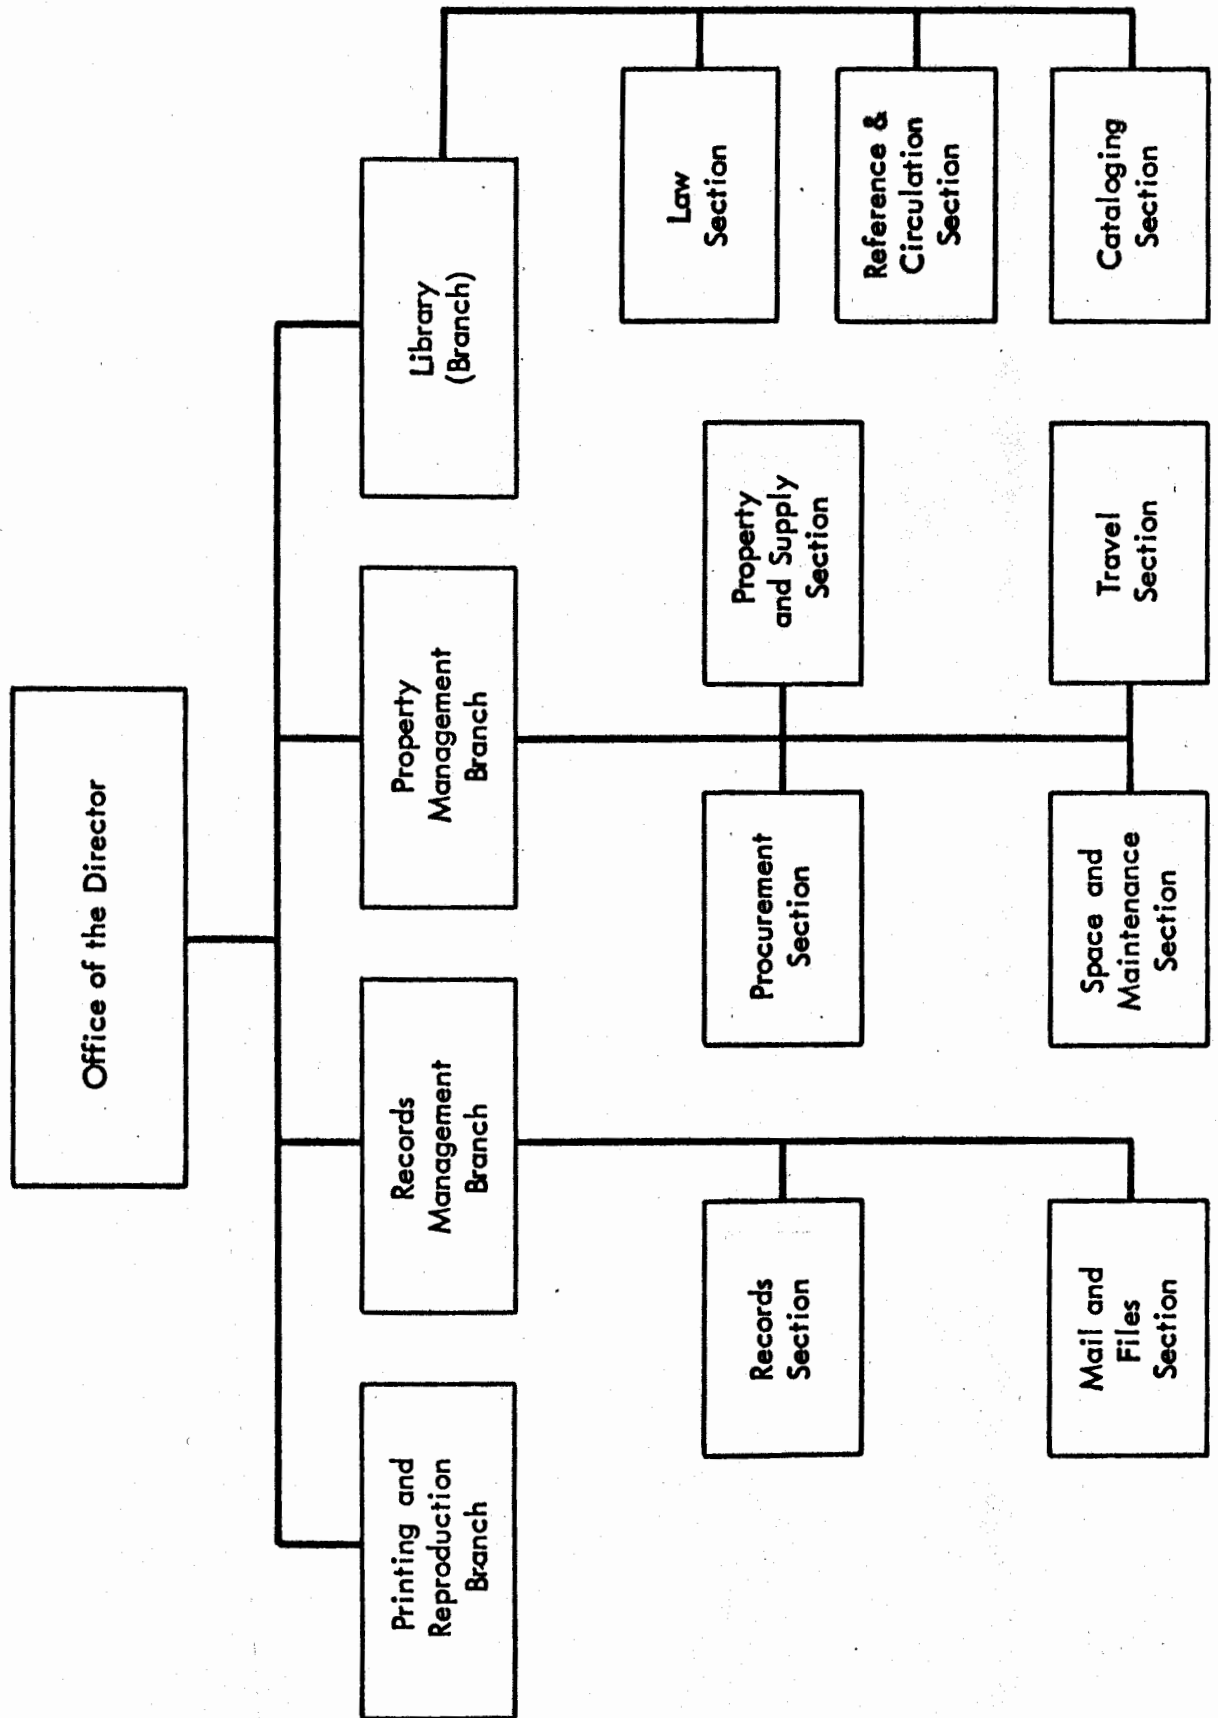 Office of the Director
Printing and
Reproduction
Branch
Records
Management
Branch
Property
Management
Branch
Library
(Branch)
Records
Section
Mail and
Files
Section
Procurement
Section
Property
and Supply
Section
Space and
Maintenance
Section
Travel
Section
Law
Section
Reference &
Circulation
Section
Cataloging
Section